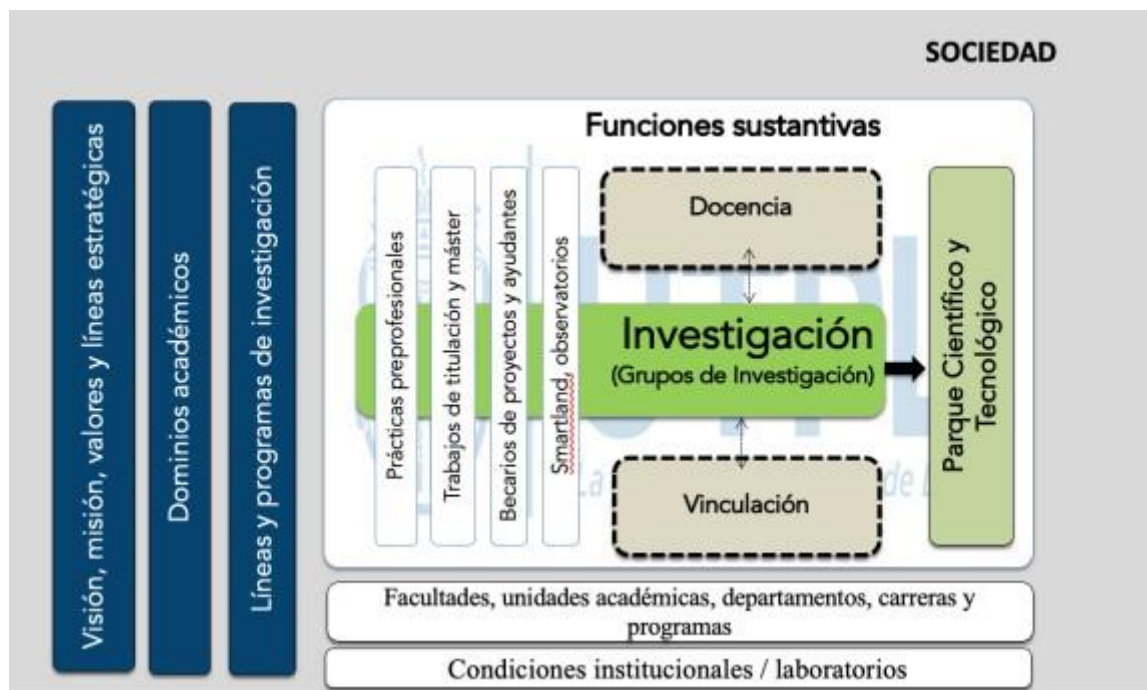 SOCIEDAD
Visión, misión, valores y líneas estratégicas
Dominios académicos
Líneas y programas de investigación
Funciones sustantivas
Prácticas preprofesionales
Trabajos de titulación y máster
Becarios de proyectos y ayudantes
Smartland, observatorios
Docencia
Investigación
(Grupos de Investigación)
Vinculación
Parque Científico y
Tecnológico
Facultades, unidades académicas, departamentos, carreras y
programas
Condiciones institucionales / laboratorios